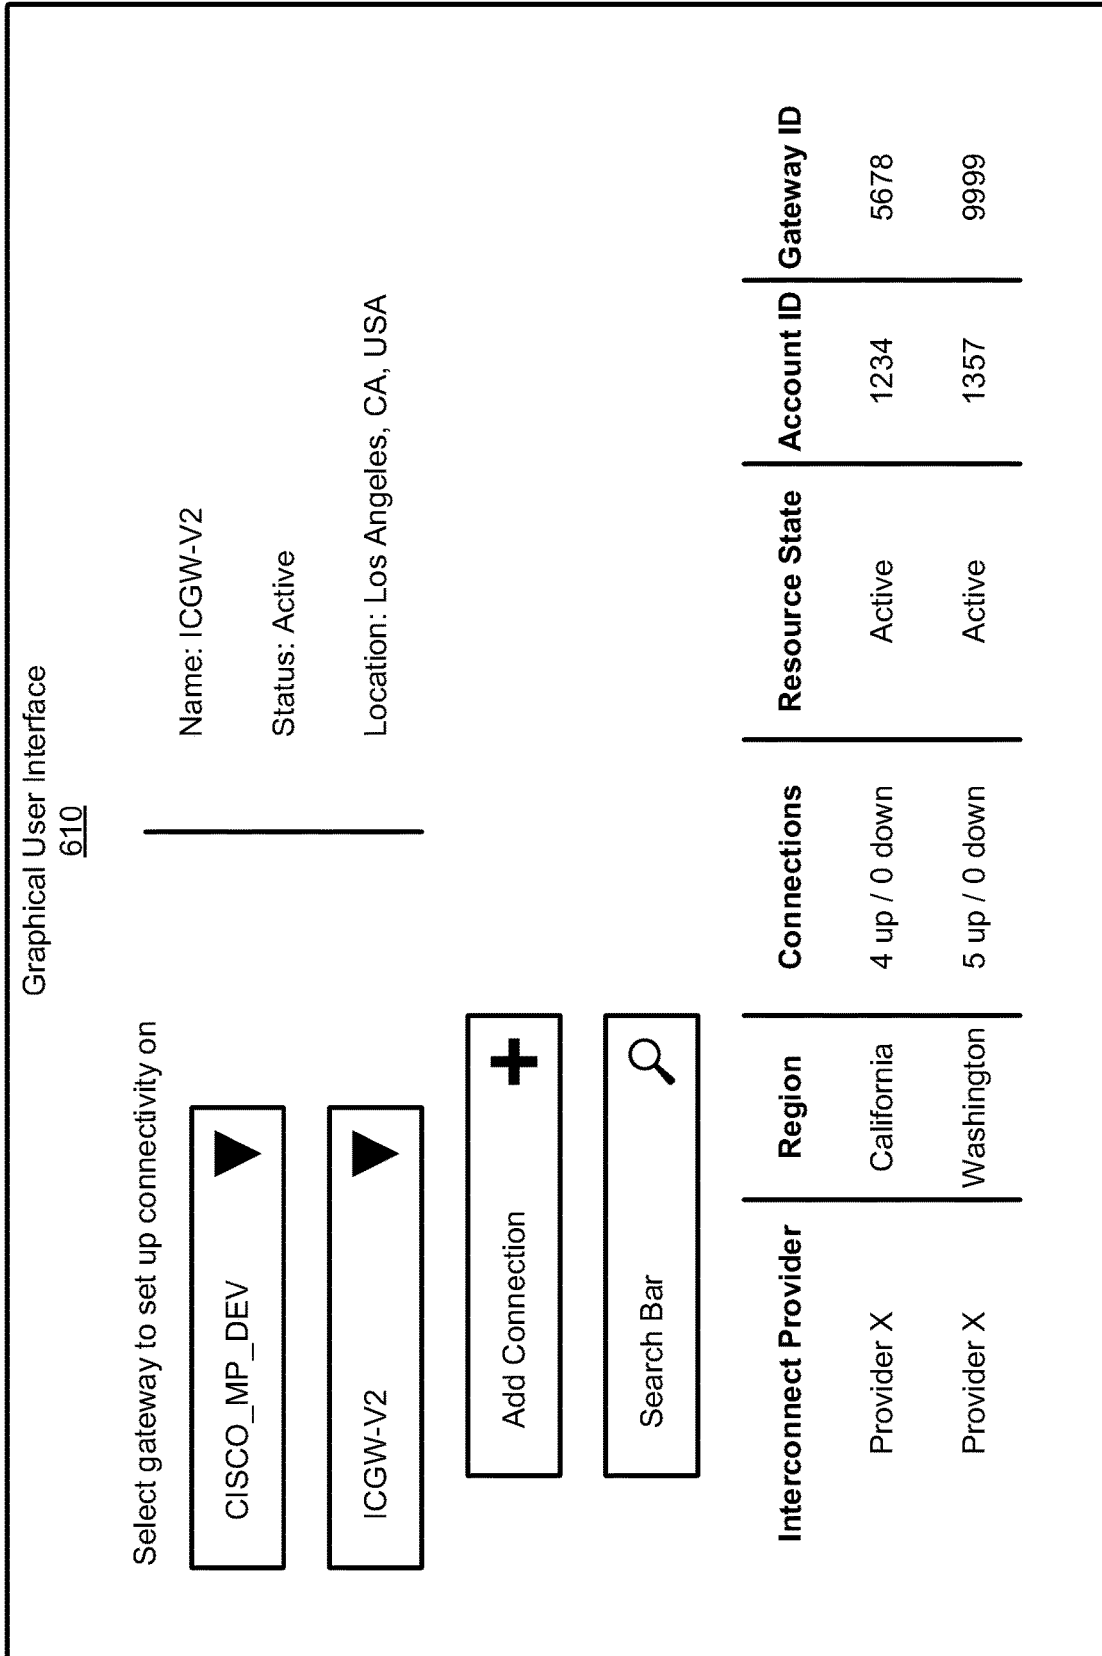 Graphical User Interface
610
Select gateway to set up connectivity on
CISCO_MP_DEV
ICGW-V2
Name: ICGW-V2
Status: Active
Location: Los Angeles, CA, USA
Add Connection
Search Bar
Interconnect Provider Region Connections Resource State Account ID Gateway ID
Provider X California 4 up / 0 down Active 1234 5678
Provider X Washington 5 up / 0 down Active 1357 9999